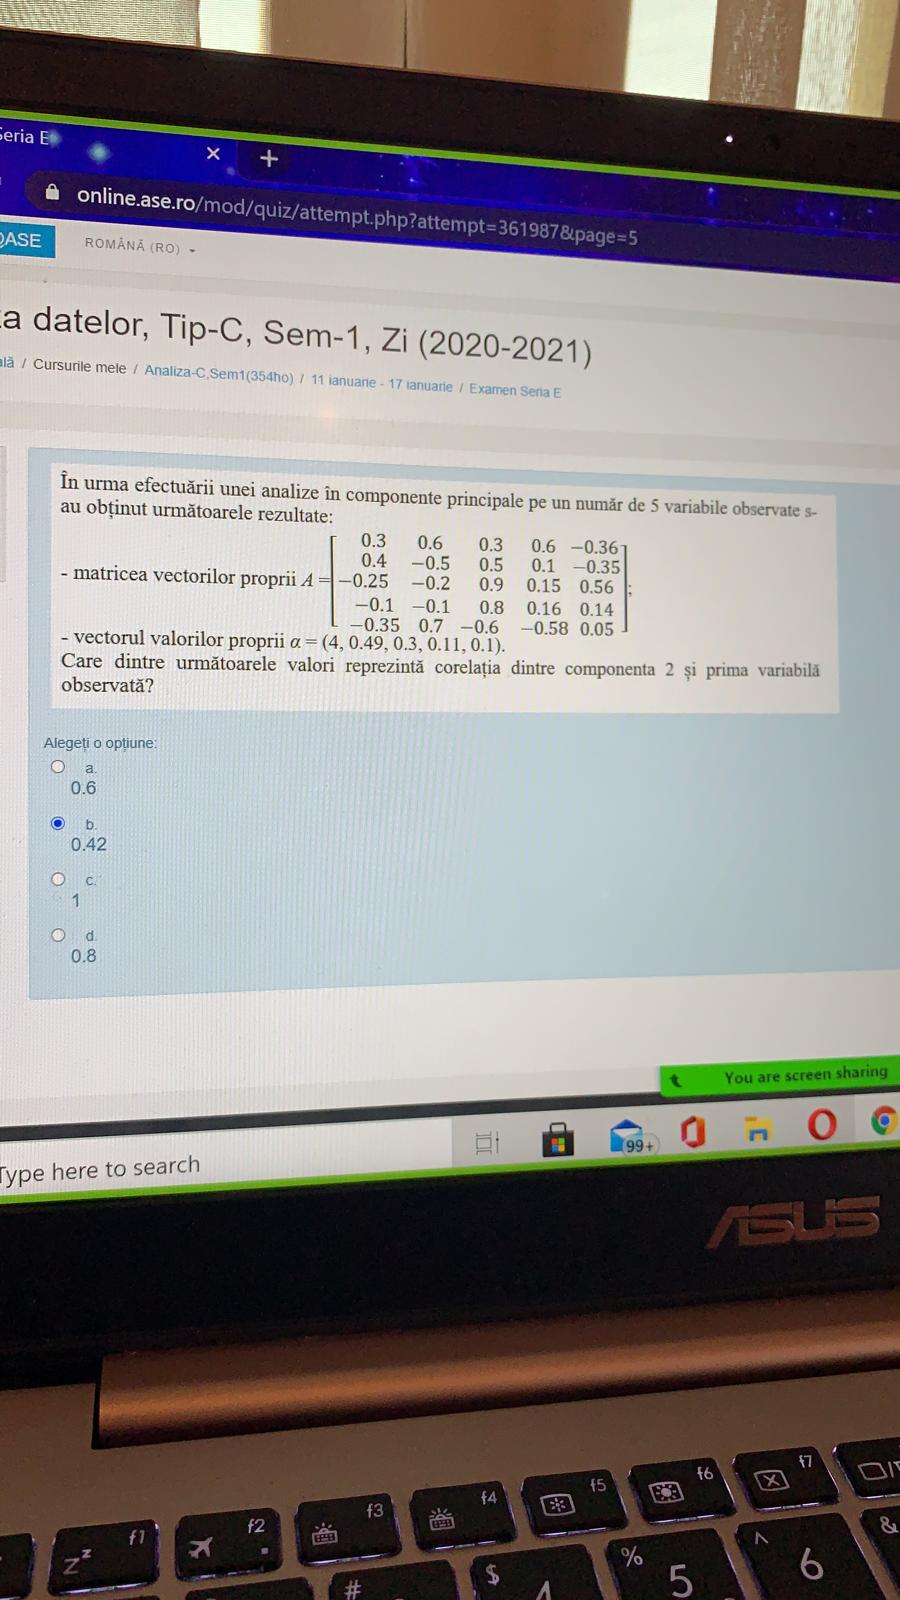 Seria E
× +
online.ase.ro/mod/quiz/attempt.php?attempt=361987&page=5
ASE ROMÂNĂ (RO)
a datelor, Tip-C, Sem-1, Zi (2020-2021)
ală / Cursurile mele / Analiza-C,Sem1(354ho) / 11 ianuarie - 17 ianuarie / Examen Seria E
În urma efectuării unei analize în componente principale pe un număr de 5 variabile observate s-
au obținut următoarele rezultate:
0.3 0.6 0.3 0.6 −0.36
0.4 −0.5 0.5 0.1 −0.35
- matricea vectorilor proprii A = −0.25 −0.2 0.9 0.15 0.56 ;
−0.1 −0.1 0.8 0.16 0.14
−0.35 0.7 −0.6 −0.58 0.05
- vectorul valorilor proprii α = (4, 0.49, 0.3, 0.11, 0.1).
Care dintre următoarele valori reprezintă corelația dintre componenta 2 și prima variabilă
observată?
Alegeți o opțiune:
a.
0.6
b.
0.42
c.
1
d.
0.8
You are screen sharing
Type here to search
99+
ASUS
f1 f2 f3 f4 f5 f6 f7
zz
# $ % 5 ^ 6 &